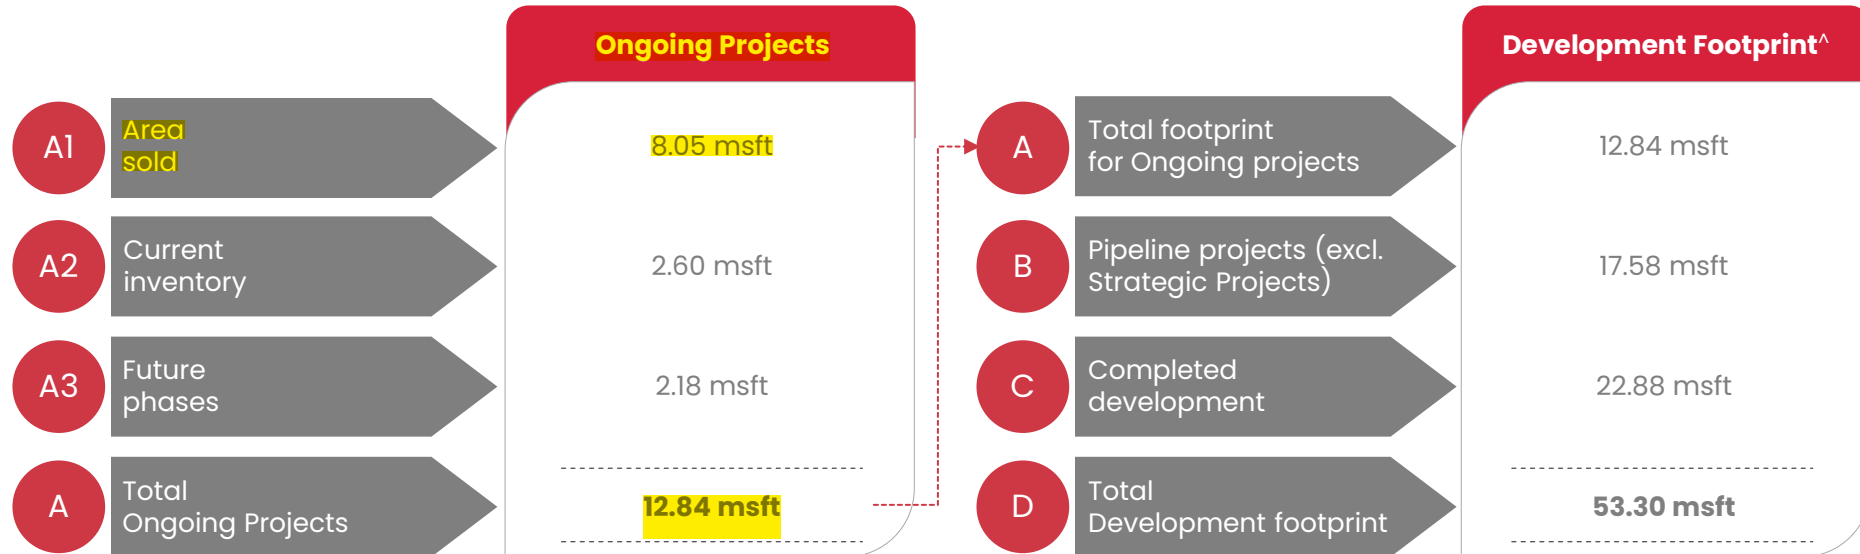 Ongoing Projects
A1
Area
sold
8.05 msft
A2
Current
inventory
2.60 msft
A3
Future
phases
2.18 msft
A
Total
Ongoing Projects
12.84 msft
Development Footprint^
A
Total footprint
for Ongoing projects
12.84 msft
B
Pipeline projects (excl.
Strategic Projects)
17.58 msft
C
Completed
development
22.88 msft
D
Total
Development footprint
53.30 msft